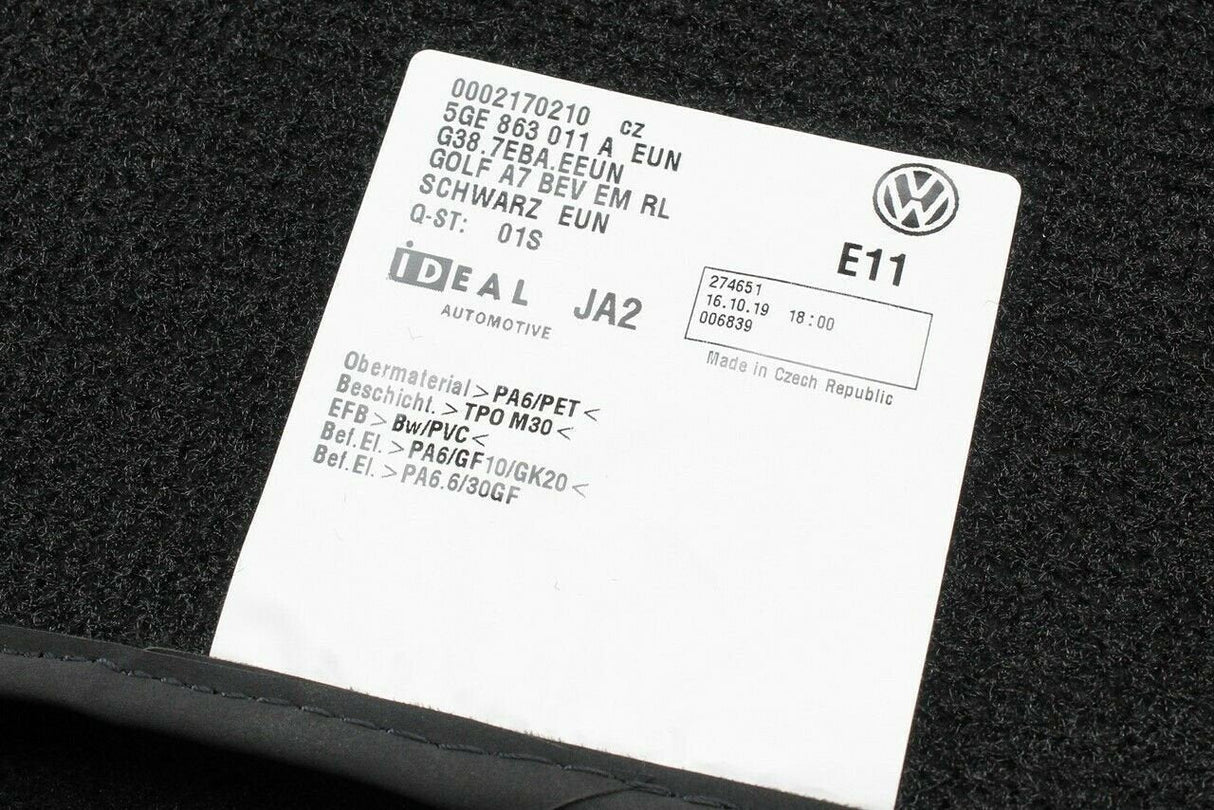 0002170210 CZ
5GE 863 011 A EUN
G38.7EBA.EEUN
GOLF A7 BEV EM RL
SCHWARZ EUN
Q-ST: 01S
iDEAL JA2
AUTOMOTIVE
E11
274651
16.10.19 18:00
006839
Made in Czech Republic
Obermaterial >PA6/PET<
Beschicht. >TPO M30<
EFB >Bw/PVC<
Bef.El. >PA6/GF10/GK20<
Bef.El. >PA6.6/30GF